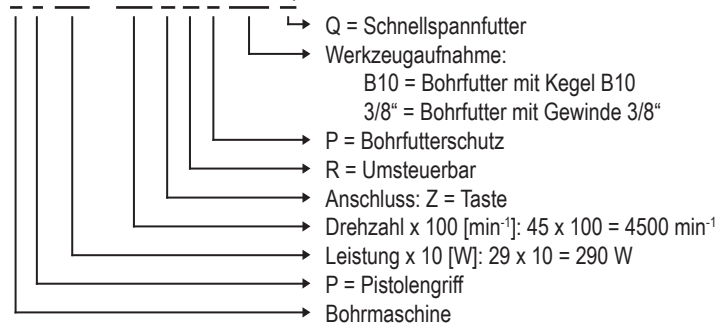 Q = Schnellspannfutter
Werkzeugaufnahme:
B10 = Bohrfutter mit Kegel B10
3/8“ = Bohrfutter mit Gewinde 3/8“
P = Bohrfutterschutz
R = Umsteuerbar
Anschluss: Z = Taste
Drehzahl x 100 [min-1]: 45 x 100 = 4500 min-1
Leistung x 10 [W]: 29 x 10 = 290 W
P = Pistolengriff
Bohrmaschine